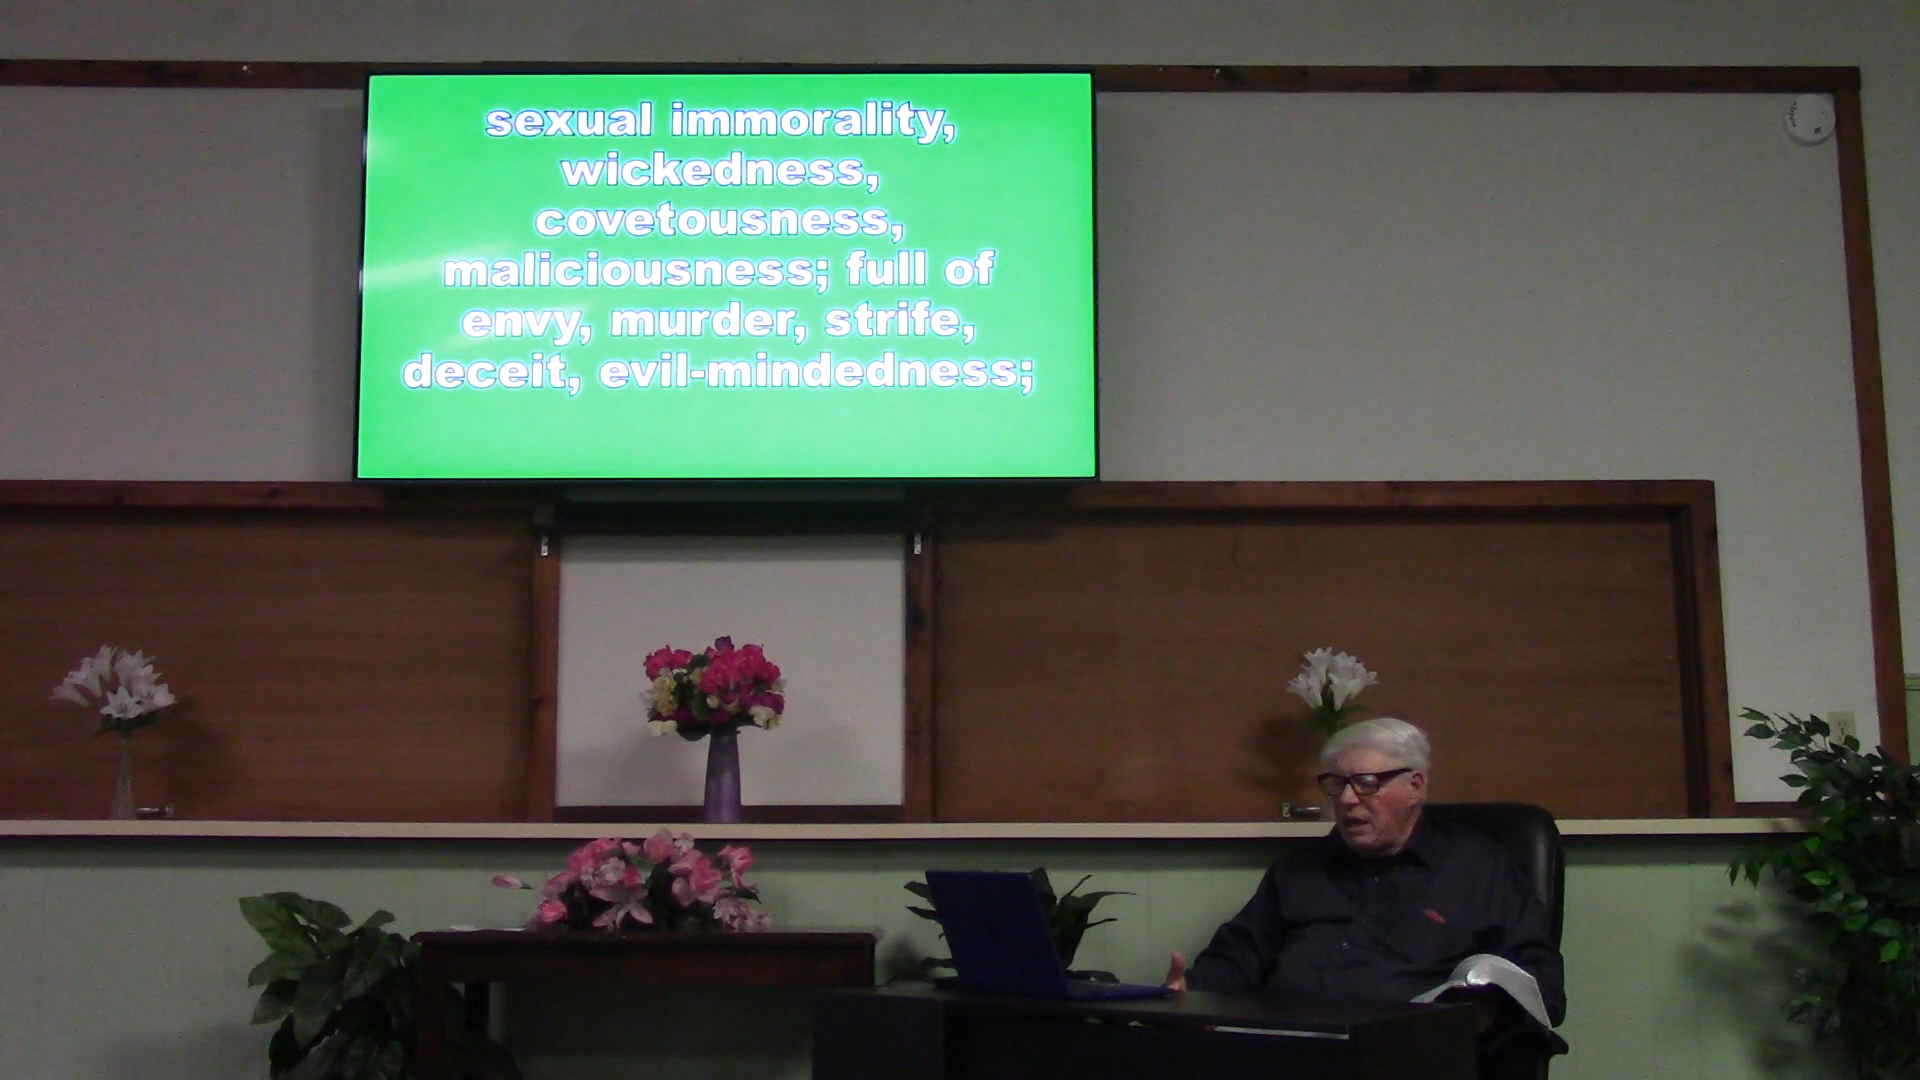 sexual immorality,
wickedness,
covetousness,
maliciousness; full of
envy, murder, strife,
deceit, evil-mindedness;